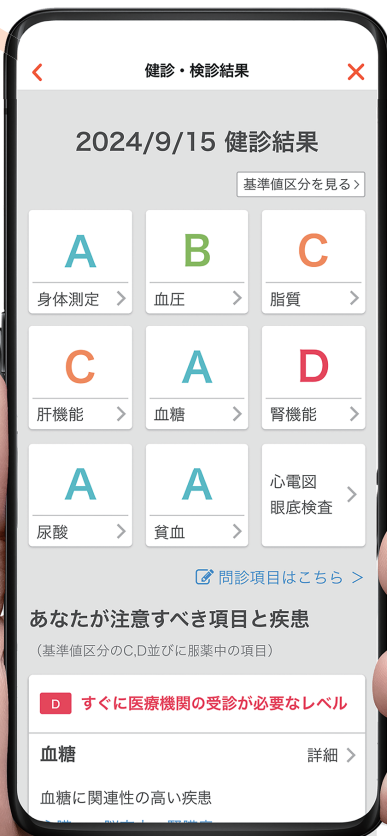 健診・検診結果
2024/9/15 健診結果
基準値区分を見る>
A
B
C
身体測定
血圧
脂質
C
A
D
肝機能
血糖
腎機能
A
A
心電図
眼底検査
尿酸
貧血
問診項目はこちら >
あなたが注意すべき項目と疾患
(基準値区分のC,D並びに服薬中の項目)
D すぐに医療機関の受診が必要なレベル
血糖 詳細
血糖に関連性の高い疾患